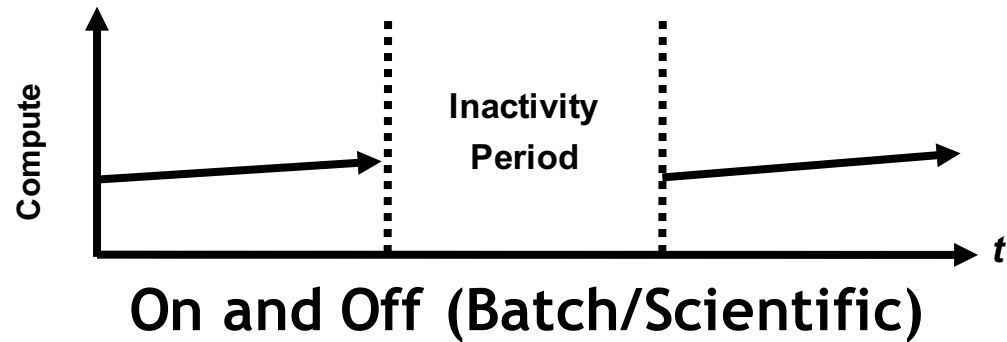 Compute
Inactivity
Period
t
On and Off (Batch/Scientific)